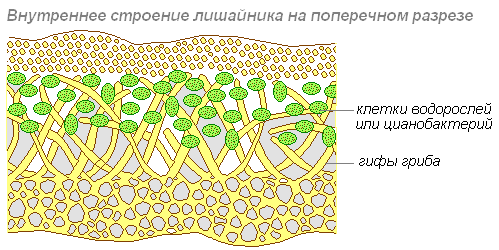 Внутреннее строение лишайника на поперечном разрезе
клетки водорослей
или цианобактерий
гифы гриба